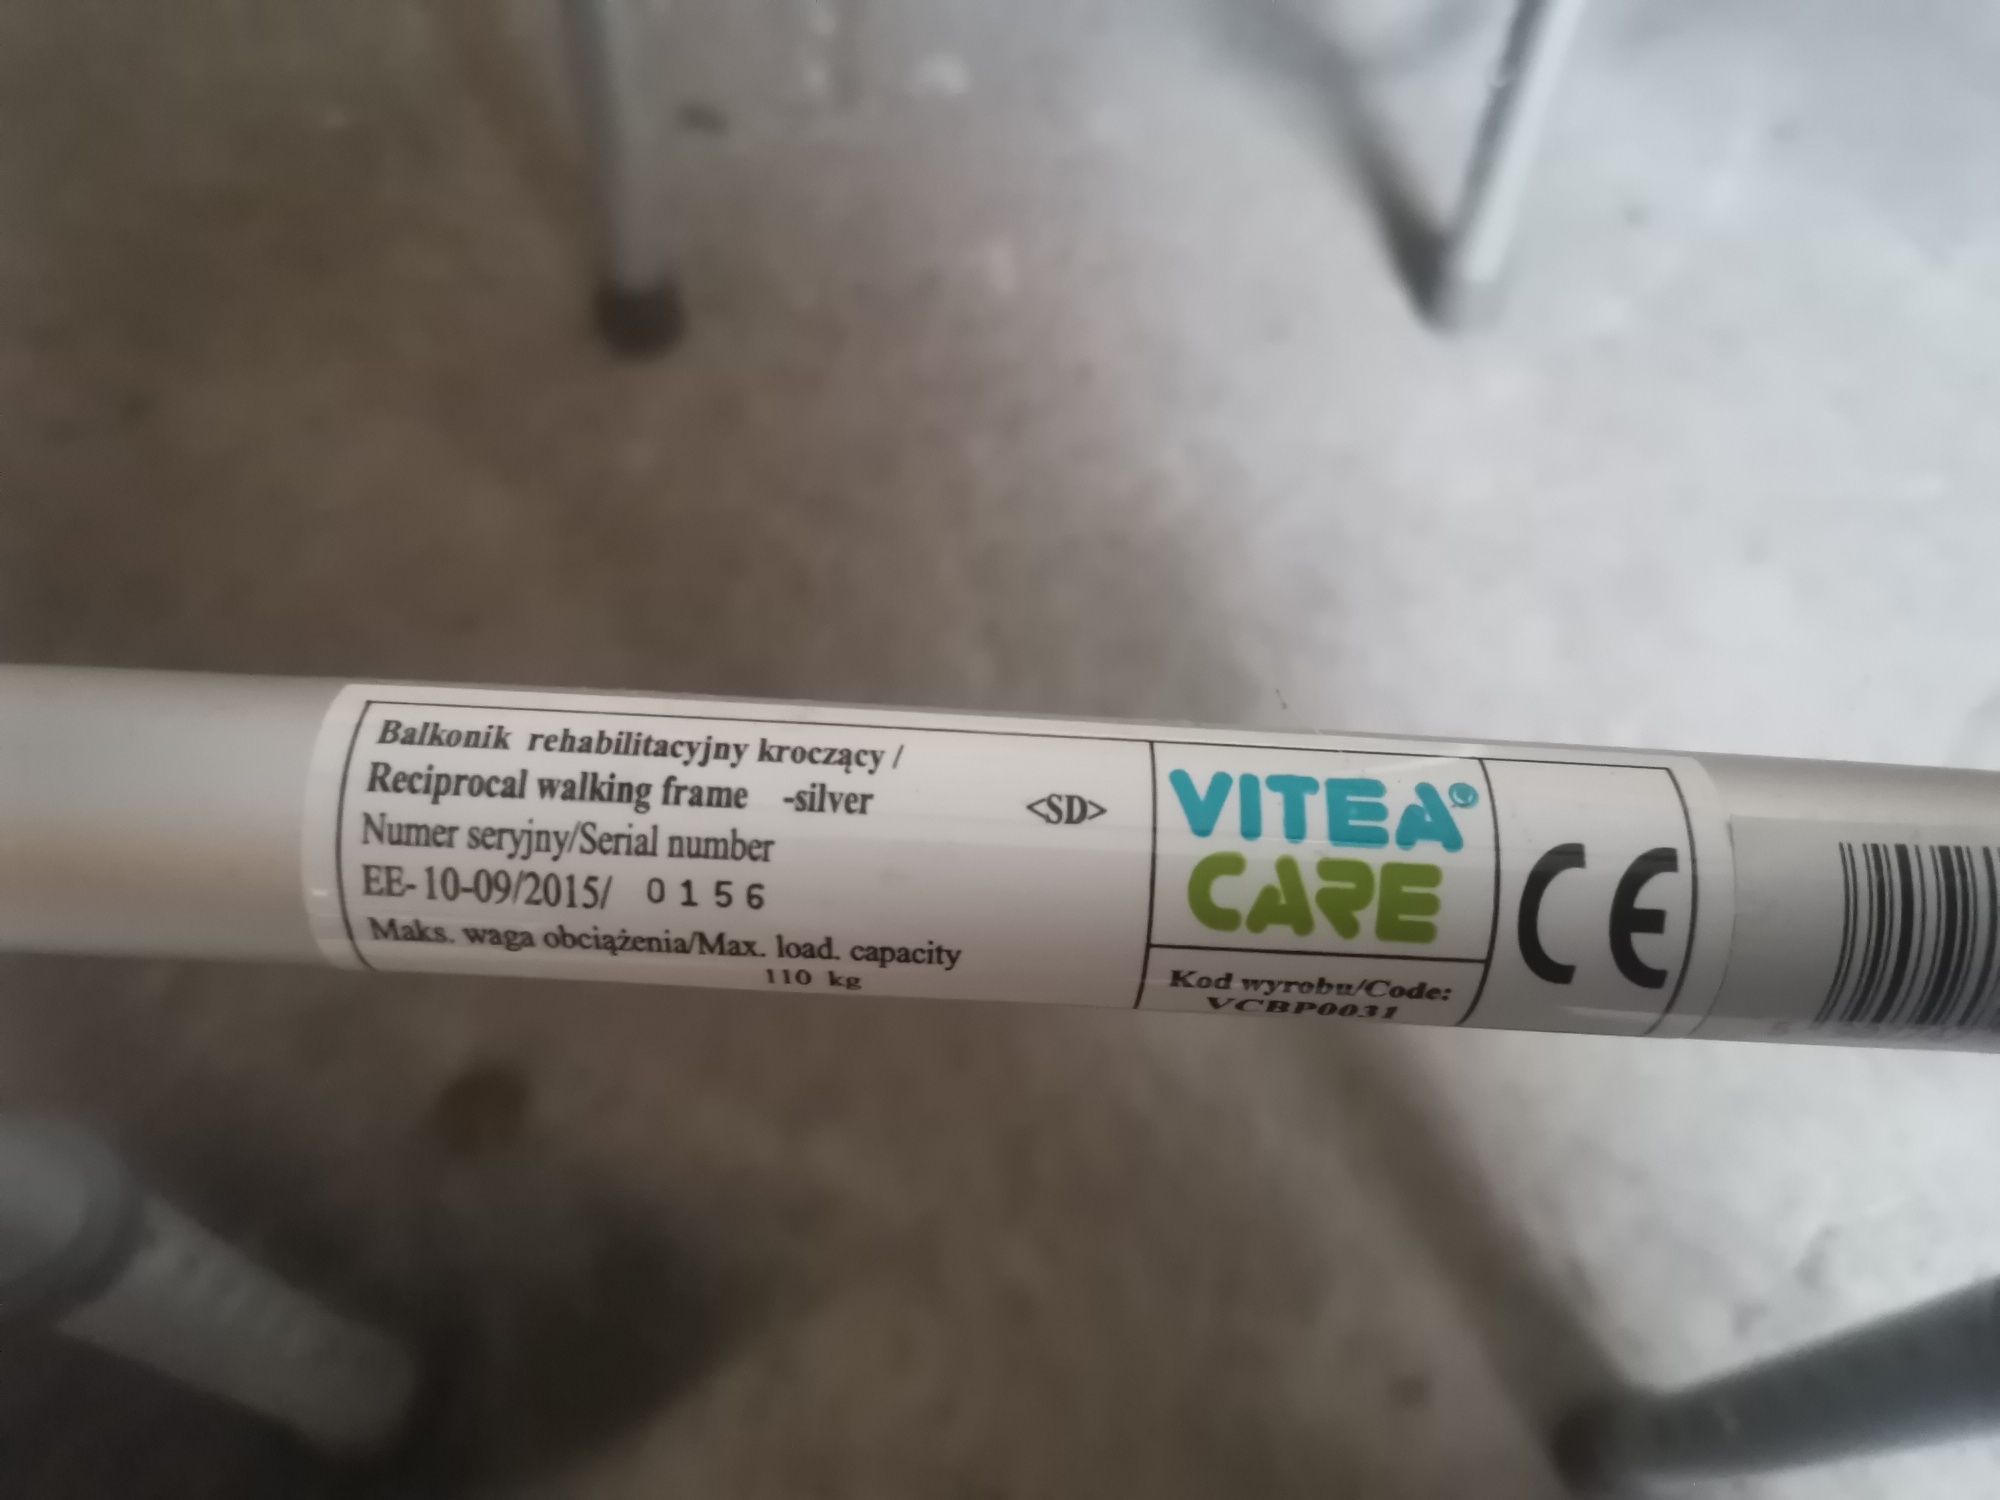 Balkonik rehabilitacyjny kroczący /
Reciprocal walking frame -silver <SD>
Numer seryjny/Serial number
EE-10-09/2015/ 0156
Maks. waga obciążenia/Max. load. capacity
110 kg
VITEA®
CARE
Kod wyrobu/Code:
VCBP0031
CE